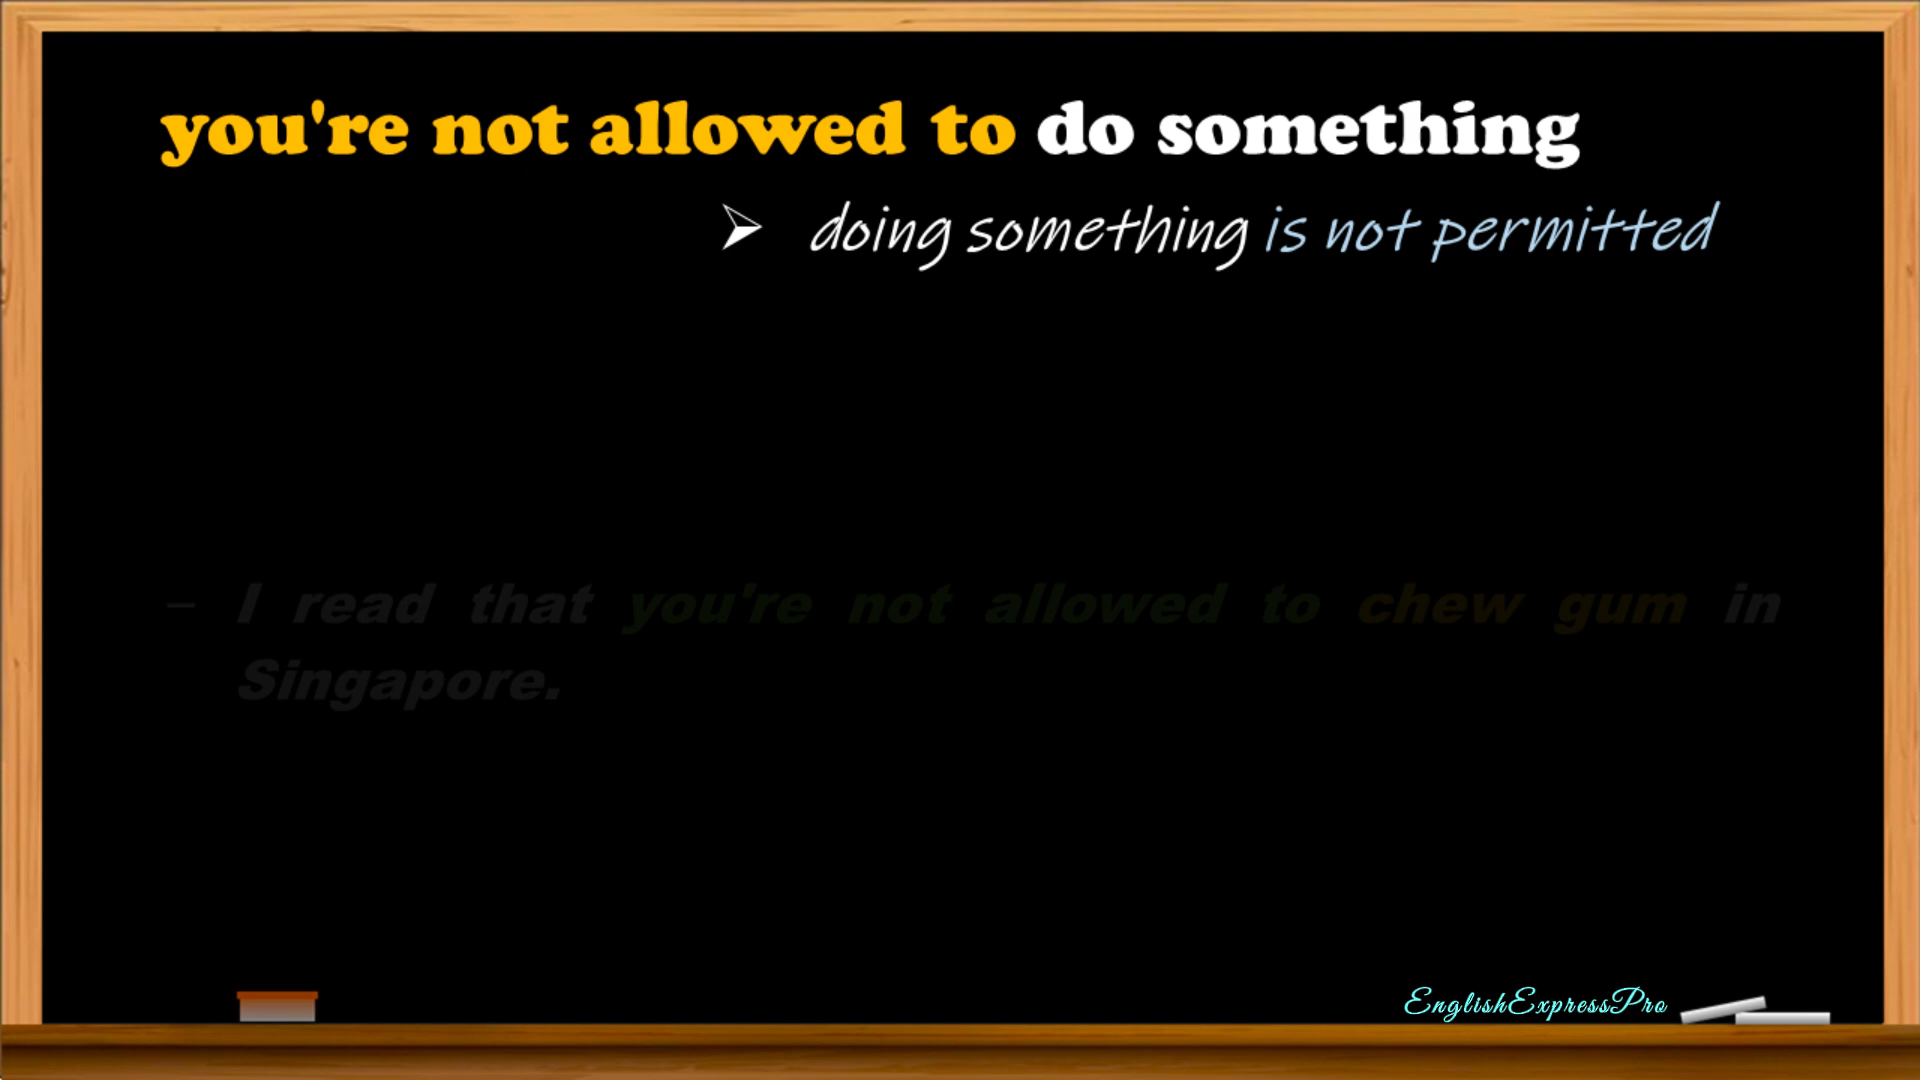 you're not allowed to do something
➢ doing something is not permitted
– I read that you're not allowed to chew gum in
Singapore.
EnglishExpressPro